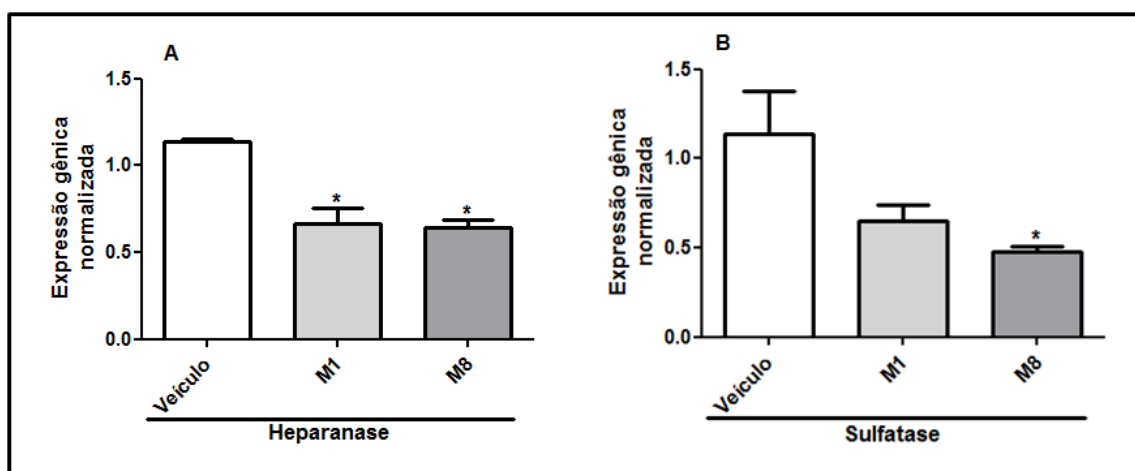 A
Expressão gênica
normalizada
1.5
1.0
0.5
0.0
*
*
Veículo
M1
M8
Heparanase
B
Expressão gênica
normalizada
1.5
1.0
0.5
0.0
*
Veículo
M1
M8
Sulfatase